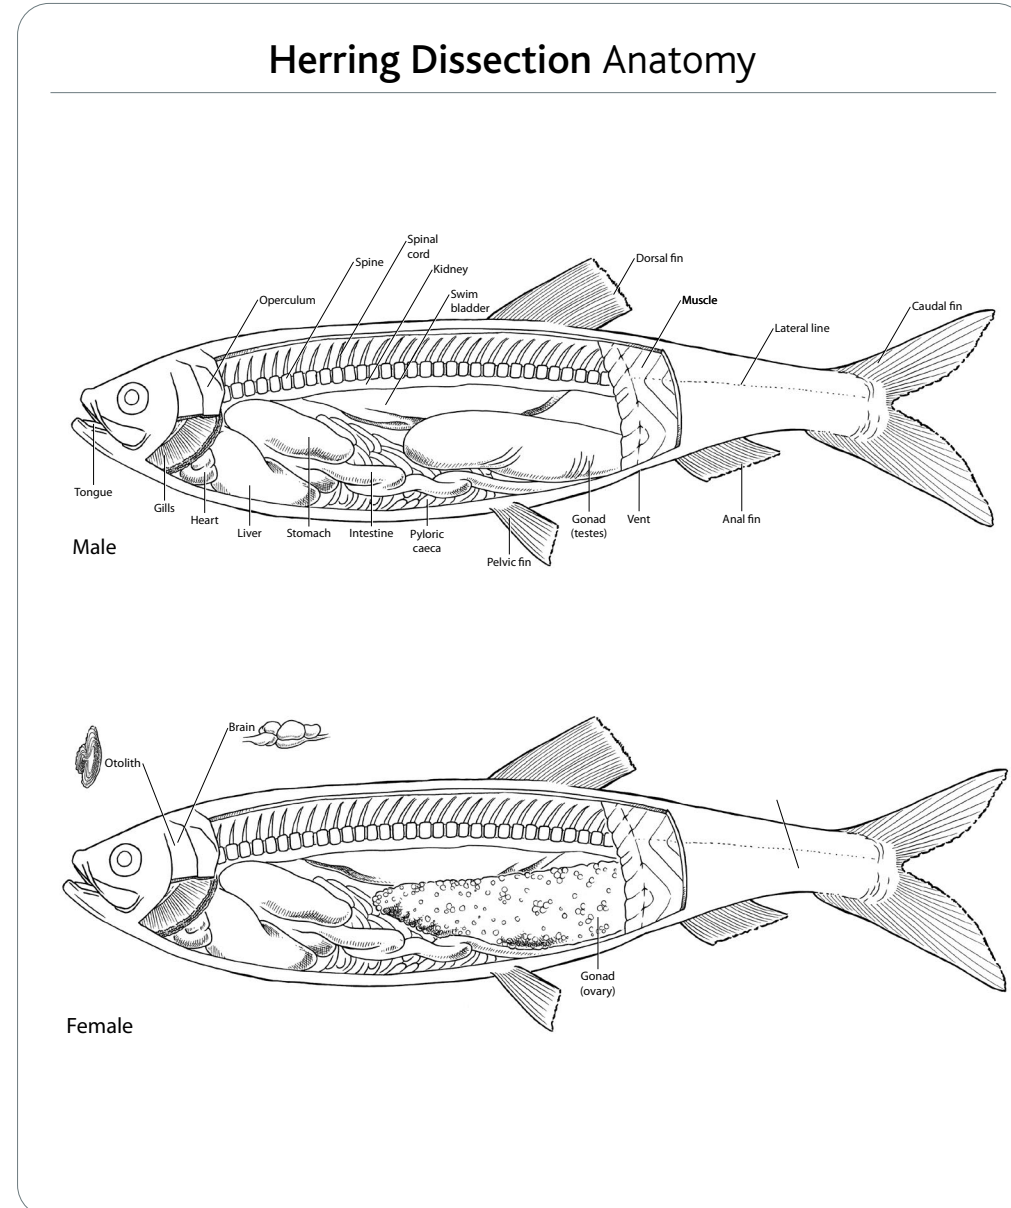 Herring Dissection Anatomy
Spinal
cord
Spine
Kidney
Dorsal fin
Swim
bladder
Operculum
Muscle
Caudal fin
Lateral line
Tongue
Gills
Heart
Liver
Stomach
Intestine
Pyloric
caeca
Gonad
(testes)
Vent
Anal fin
Pelvic fin
Male
Brain
Otolith
Gonad
(ovary)
Female